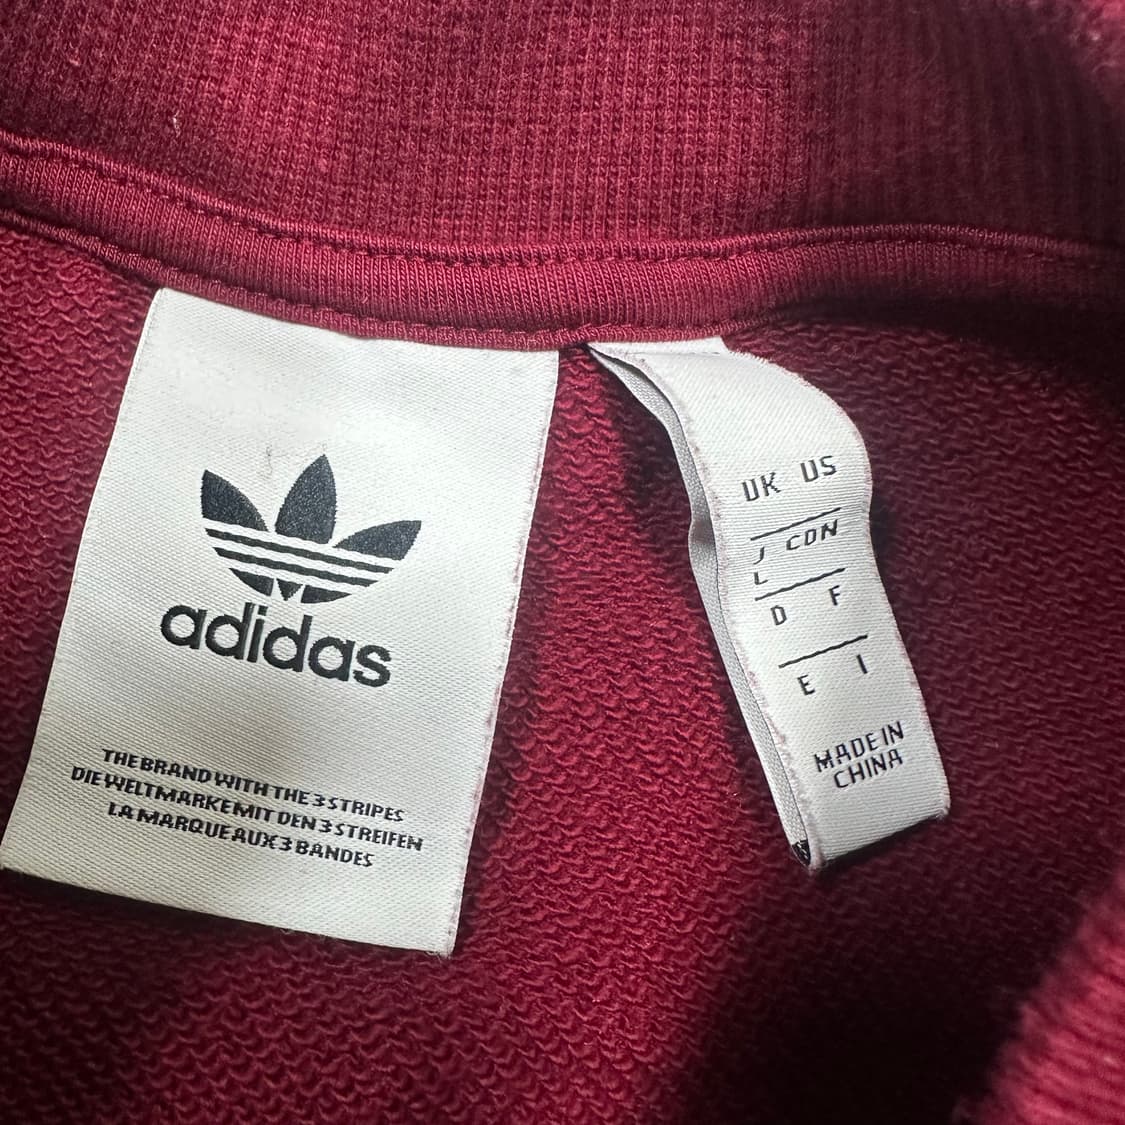 adidas
THE BRAND WITH THE 3 STRIPES
DIE WELTMARKE MIT DEN 3 STREIFEN
LA MARQUE AUX 3 BANDES
UK US
J CDN
L
D F
E I
MADE IN
CHINA